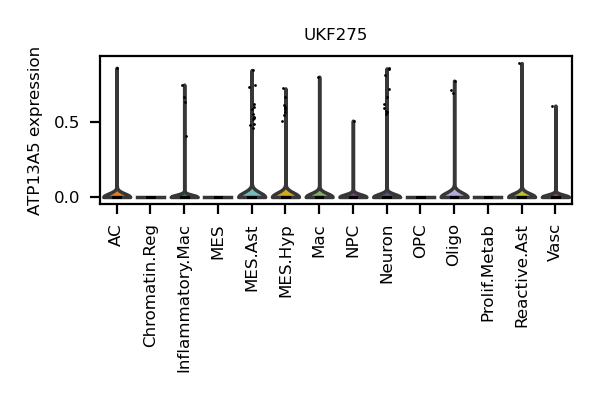 UKF275
ATP13A5 expression
0.5
0.0
AC
Chromatin.Reg
Inflammatory.Mac
MES
MES.Ast
MES.Hyp
Mac
NPC
Neuron
OPC
Oligo
Prolif.Metab
Reactive.Ast
Vasc